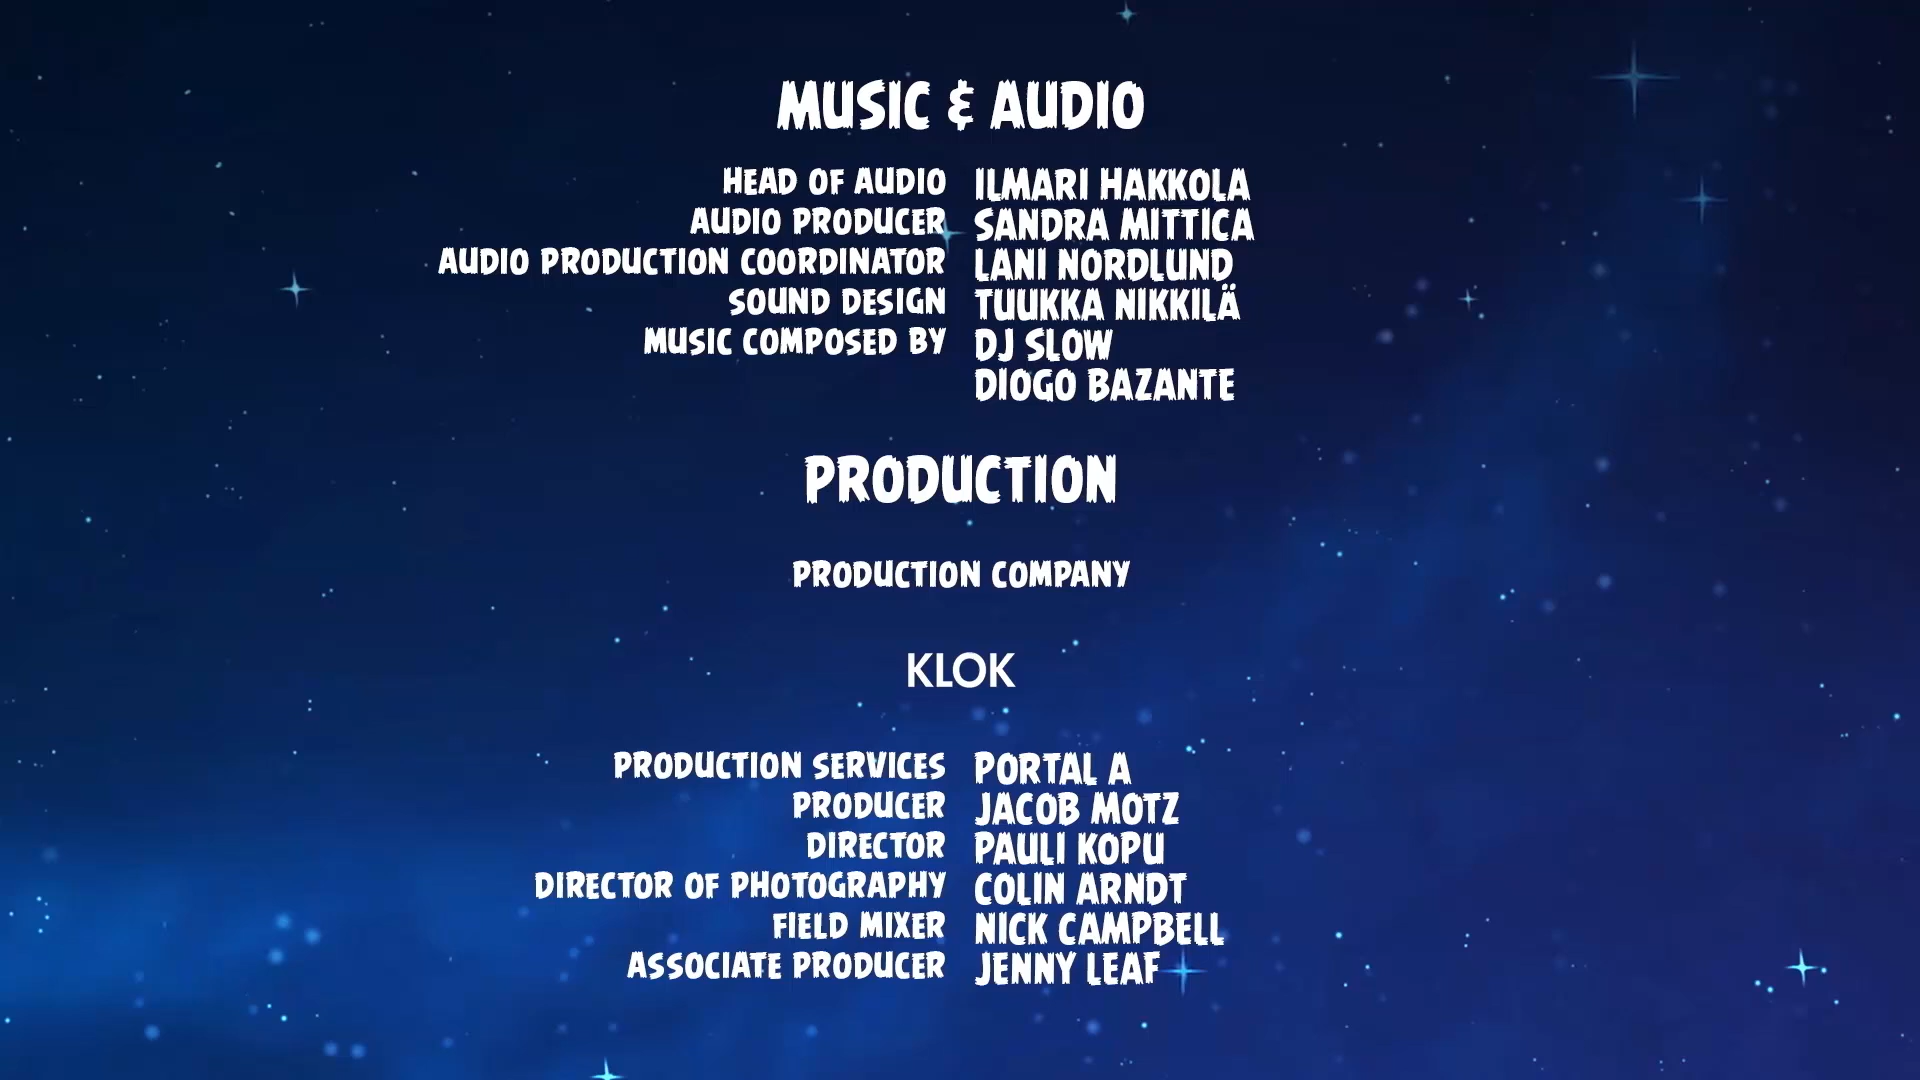 MUSIC & AUDIO
HEAD OF AUDIO ILMARI HAKKOLA
AUDIO PRODUCER SANDRA MITTICA
AUDIO PRODUCTION COORDINATOR LANI NORDLUND
SOUND DESIGN TUUKKA NIKKILÄ
MUSIC COMPOSED BY DJ SLOW
DIOGO BAZANTE
PRODUCTION
PRODUCTION COMPANY
KLOK
PRODUCTION SERVICES PORTAL A
PRODUCER JACOB MOTZ
DIRECTOR PAULI KOPU
DIRECTOR OF PHOTOGRAPHY COLIN ARNDT
FIELD MIXER NICK CAMPBELL
ASSOCIATE PRODUCER JENNY LEAF